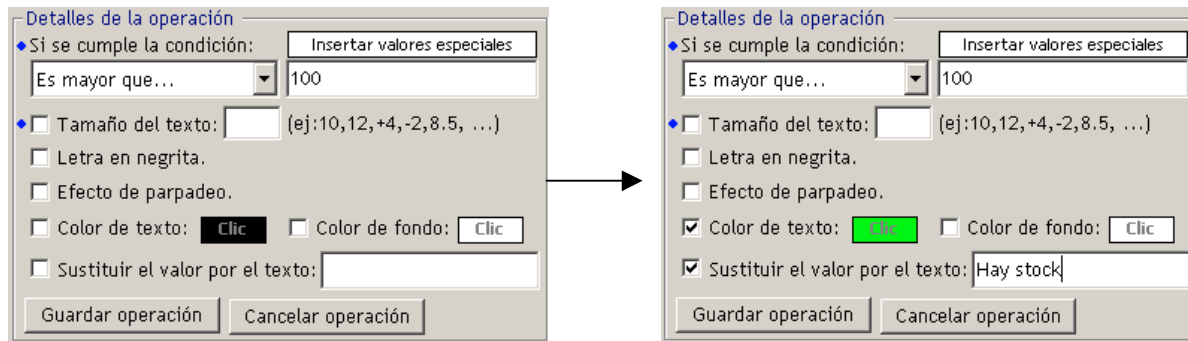 Detalles de la operación
Si se cumple la condición: Insertar valores especiales
Es mayor que... 100
Tamaño del texto: (ej:10,12,+4,-2,8.5, ...)
Letra en negrita.
Efecto de parpadeo.
Color de texto: Clic Color de fondo: Clic
Sustituir el valor por el texto:
Guardar operación Cancelar operación
Detalles de la operación
Si se cumple la condición: Insertar valores especiales
Es mayor que... 100
Tamaño del texto: (ej:10,12,+4,-2,8.5, ...)
Letra en negrita.
Efecto de parpadeo.
Color de texto: Clic Color de fondo: Clic
Sustituir el valor por el texto: Hay stock
Guardar operación Cancelar operación